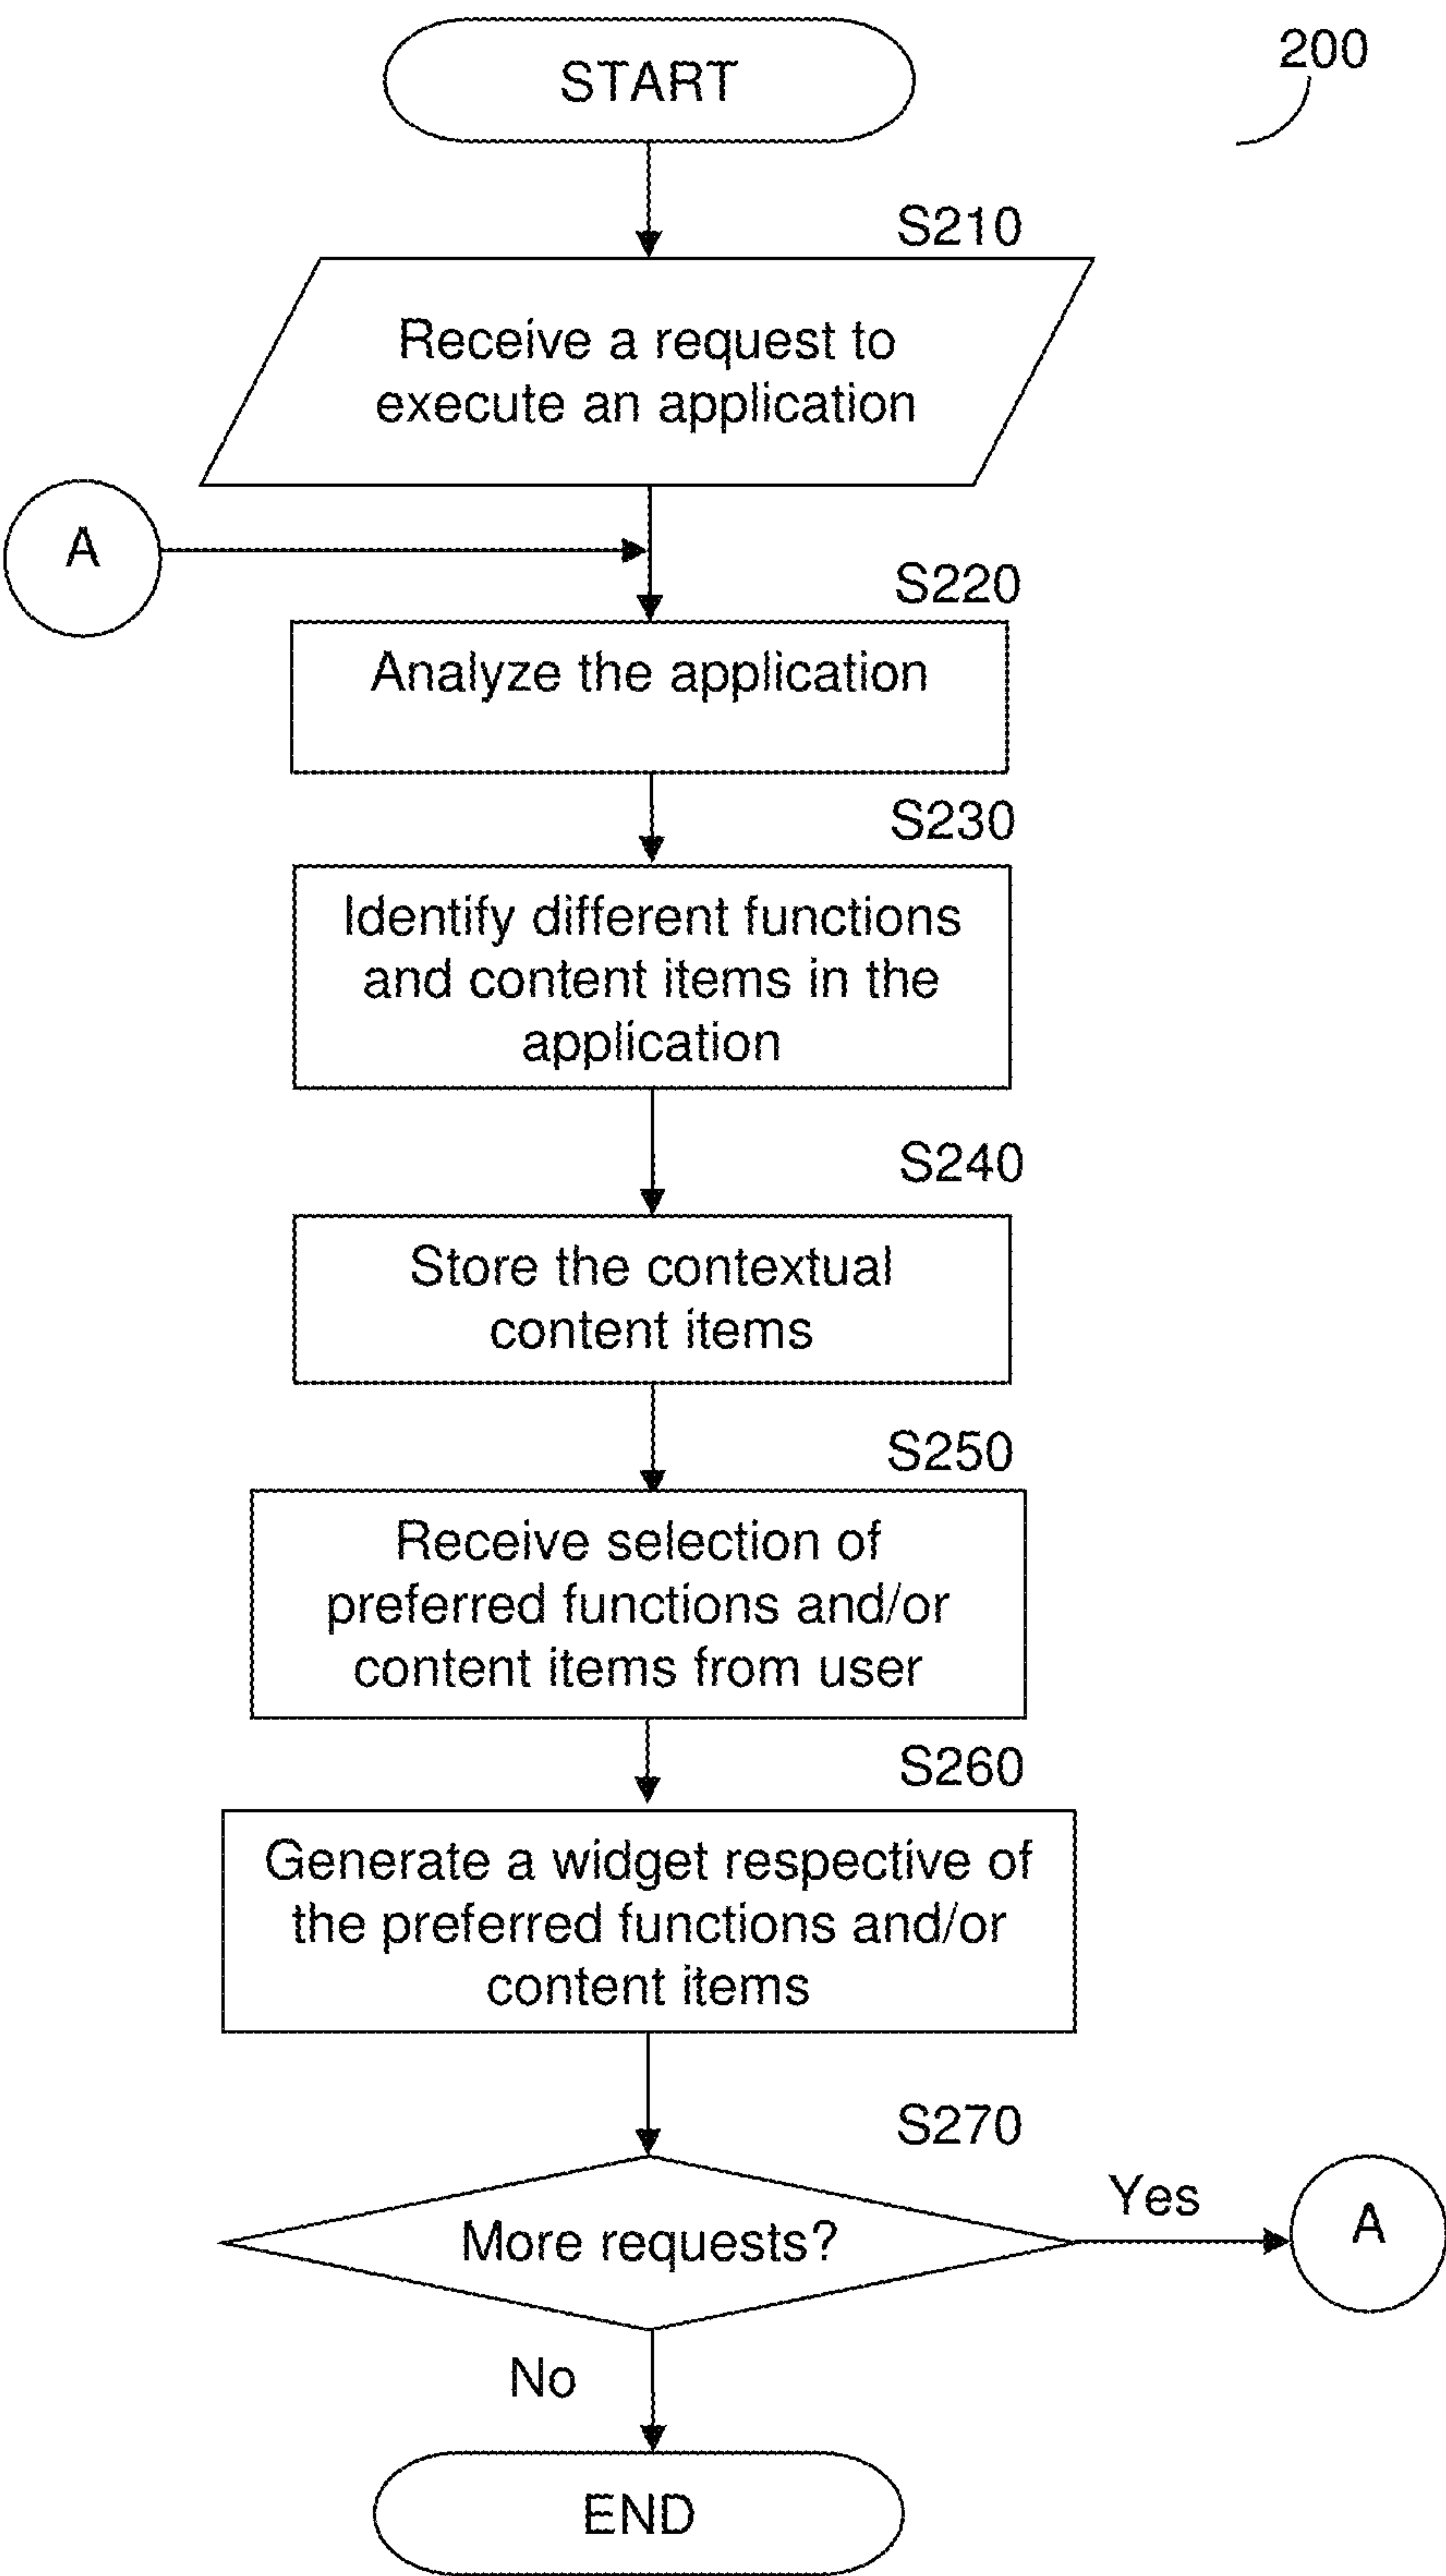 START
200
S210
Receive a request to
execute an application
A
S220
Analyze the application
S230
Identify different functions
and content items in the
application
S240
Store the contextual
content items
S250
Receive selection of
preferred functions and/or
content items from user
S260
Generate a widget respective of
the preferred functions and/or
content items
S270
More requests?
Yes
A
No
END